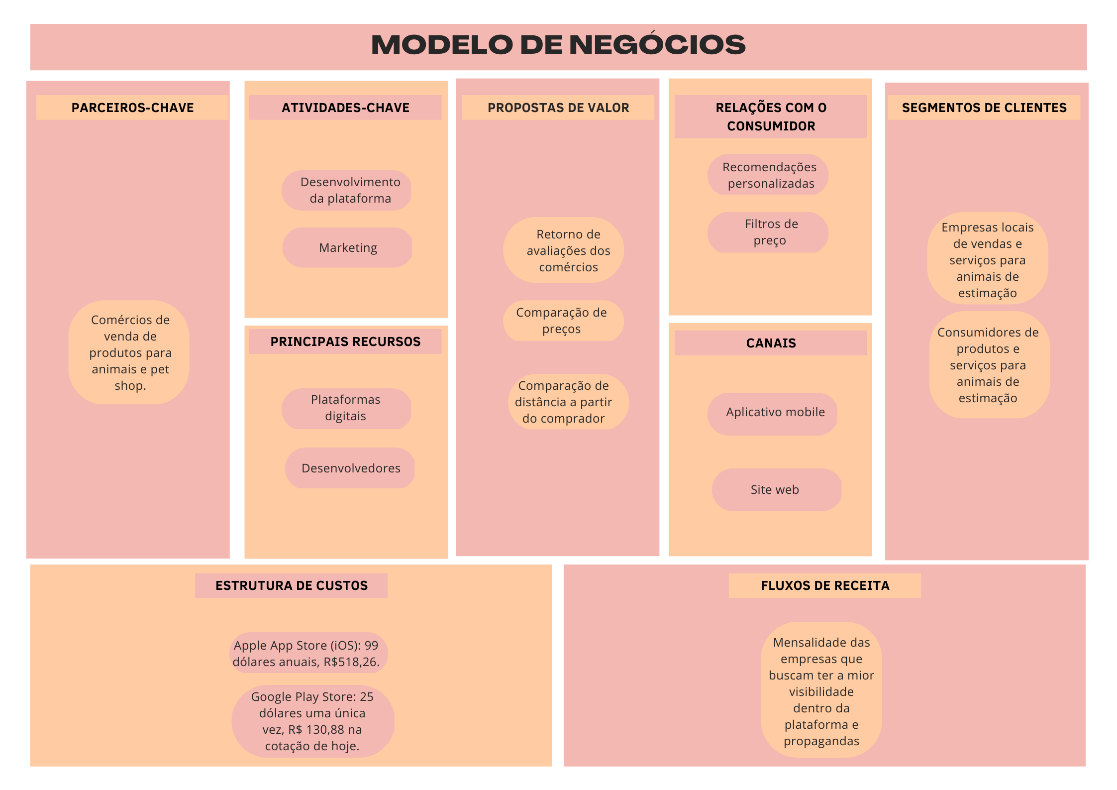 MODELO DE NEGÓCIOS
PARCEIROS-CHAVE
Comércios de
venda de
produtos para
animais e pet
shop.
ATIVIDADES-CHAVE
Desenvolvimento
da plataforma
Marketing
PRINCIPAIS RECURSOS
Plataformas
digitais
Desenvolvedores
PROPOSTAS DE VALOR
Retorno de
avaliações dos
comércios
Comparação de
preços
Comparação de
distância a partir
do comprador
RELAÇÕES COM O
CONSUMIDOR
Recomendações
personalizadas
Filtros de
preço
CANAIS
Aplicativo mobile
Site web
SEGMENTOS DE CLIENTES
Empresas locais
de vendas e
serviços para
animais de
estimação
Consumidores de
produtos e
serviços para
animais de
estimação
ESTRUTURA DE CUSTOS
Apple App Store (iOS): 99
dólares anuais, R$518,26.
Google Play Store: 25
dólares uma única
vez, R$ 130,88 na
cotação de hoje.
FLUXOS DE RECEITA
Mensalidade das
empresas que
buscam ter a mior
visibilidade
dentro da
plataforma e
propagandas